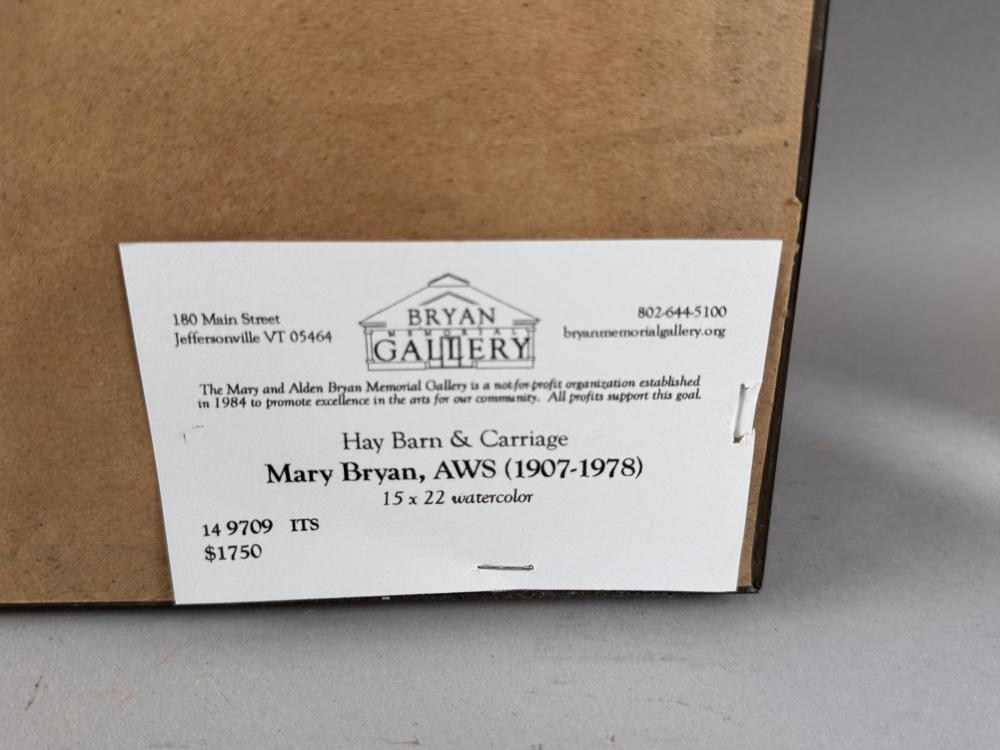 180 Main Street
Jeffersonville VT 05464
BRYAN
MEMORIAL
GALLERY
802-644-5100
bryanmemorialgallery.org
The Mary and Alden Bryan Memorial Gallery is a not-for-profit organization established
in 1984 to promote excellence in the arts for our community. All profits support this goal.
Hay Barn & Carriage
Mary Bryan, AWS (1907-1978)
15 x 22 watercolor
14 9709 ITS
$1750